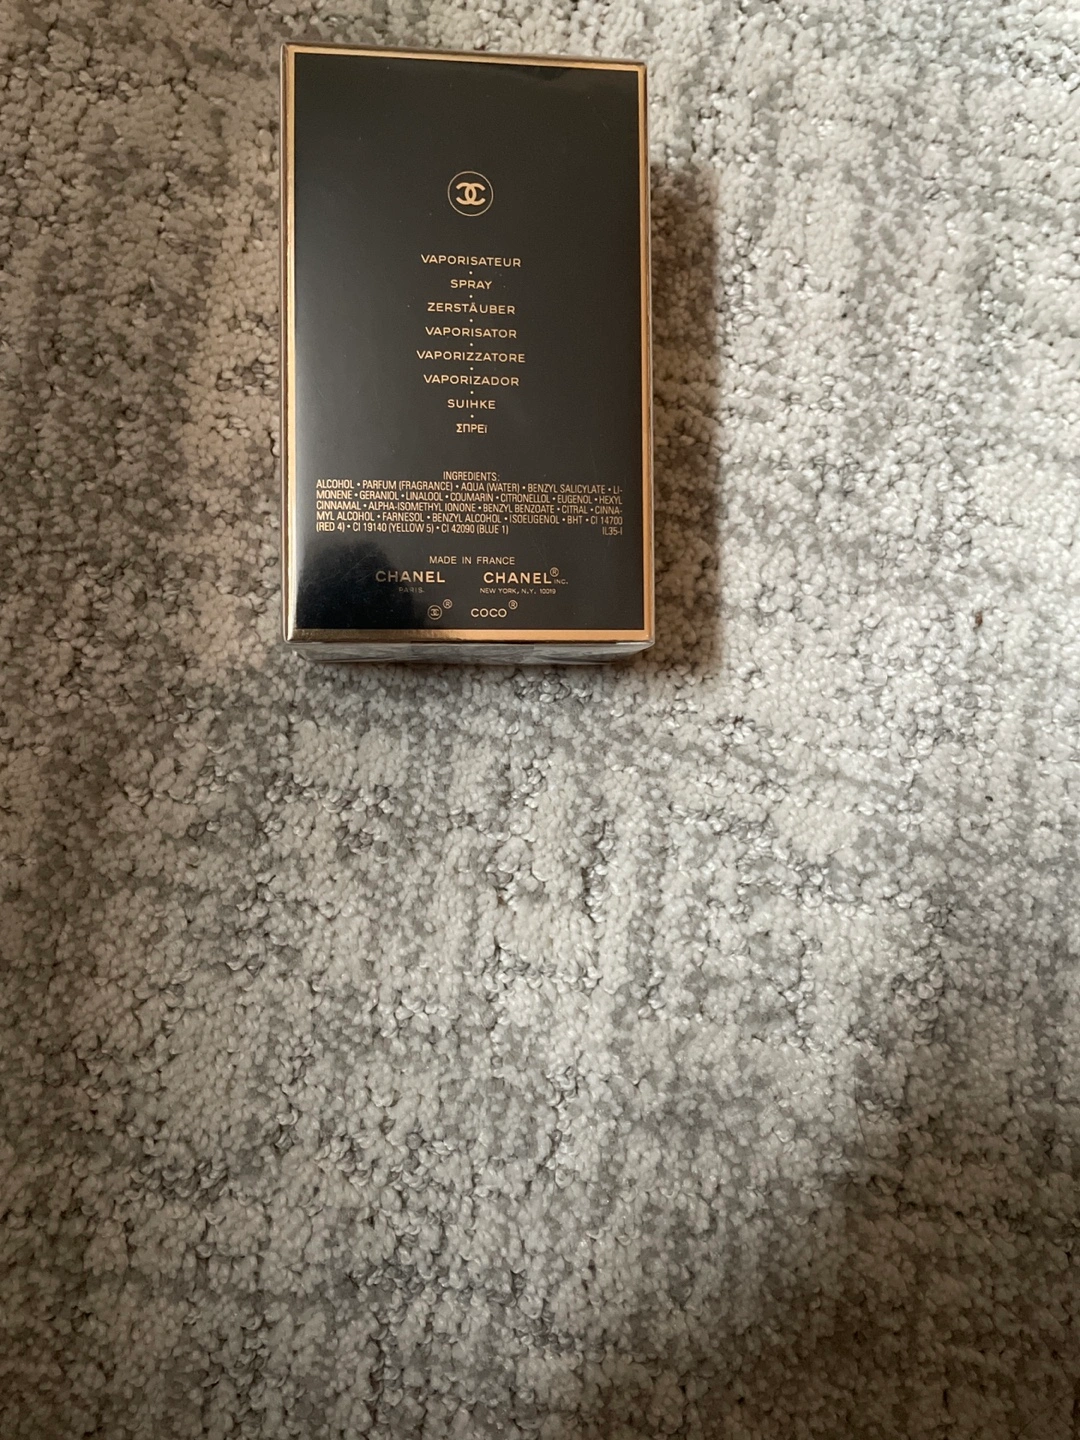 VAPORISATEUR
•
SPRAY
•
ZERSTÄUBER
•
VAPORISATOR
•
VAPORIZZATORE
•
VAPORIZADOR
•
SUIHKE
•
ΣΠΡΕϊ
INGREDIENTS:
ALCOHOL • PARFUM (FRAGRANCE) • AQUA (WATER) • BENZYL SALICYLATE • LI-
MONENE • GERANIOL • LINALOOL • COUMARIN • CITRONELLOL • EUGENOL • HEXYL
CINNAMAL • ALPHA-ISOMETHYL IONONE • BENZYL BENZOATE • CITRAL • CINNA-
MYL ALCOHOL • FARNESOL • BENZYL ALCOHOL • ISOEUGENOL • BHT • CI 14700
(RED 4) • CI 19140 (YELLOW 5) • CI 42090 (BLUE 1) IL35-I
MADE IN FRANCE
CHANEL CHANEL® INC.
PARIS NEW YORK, N.Y. 10019
® COCO®